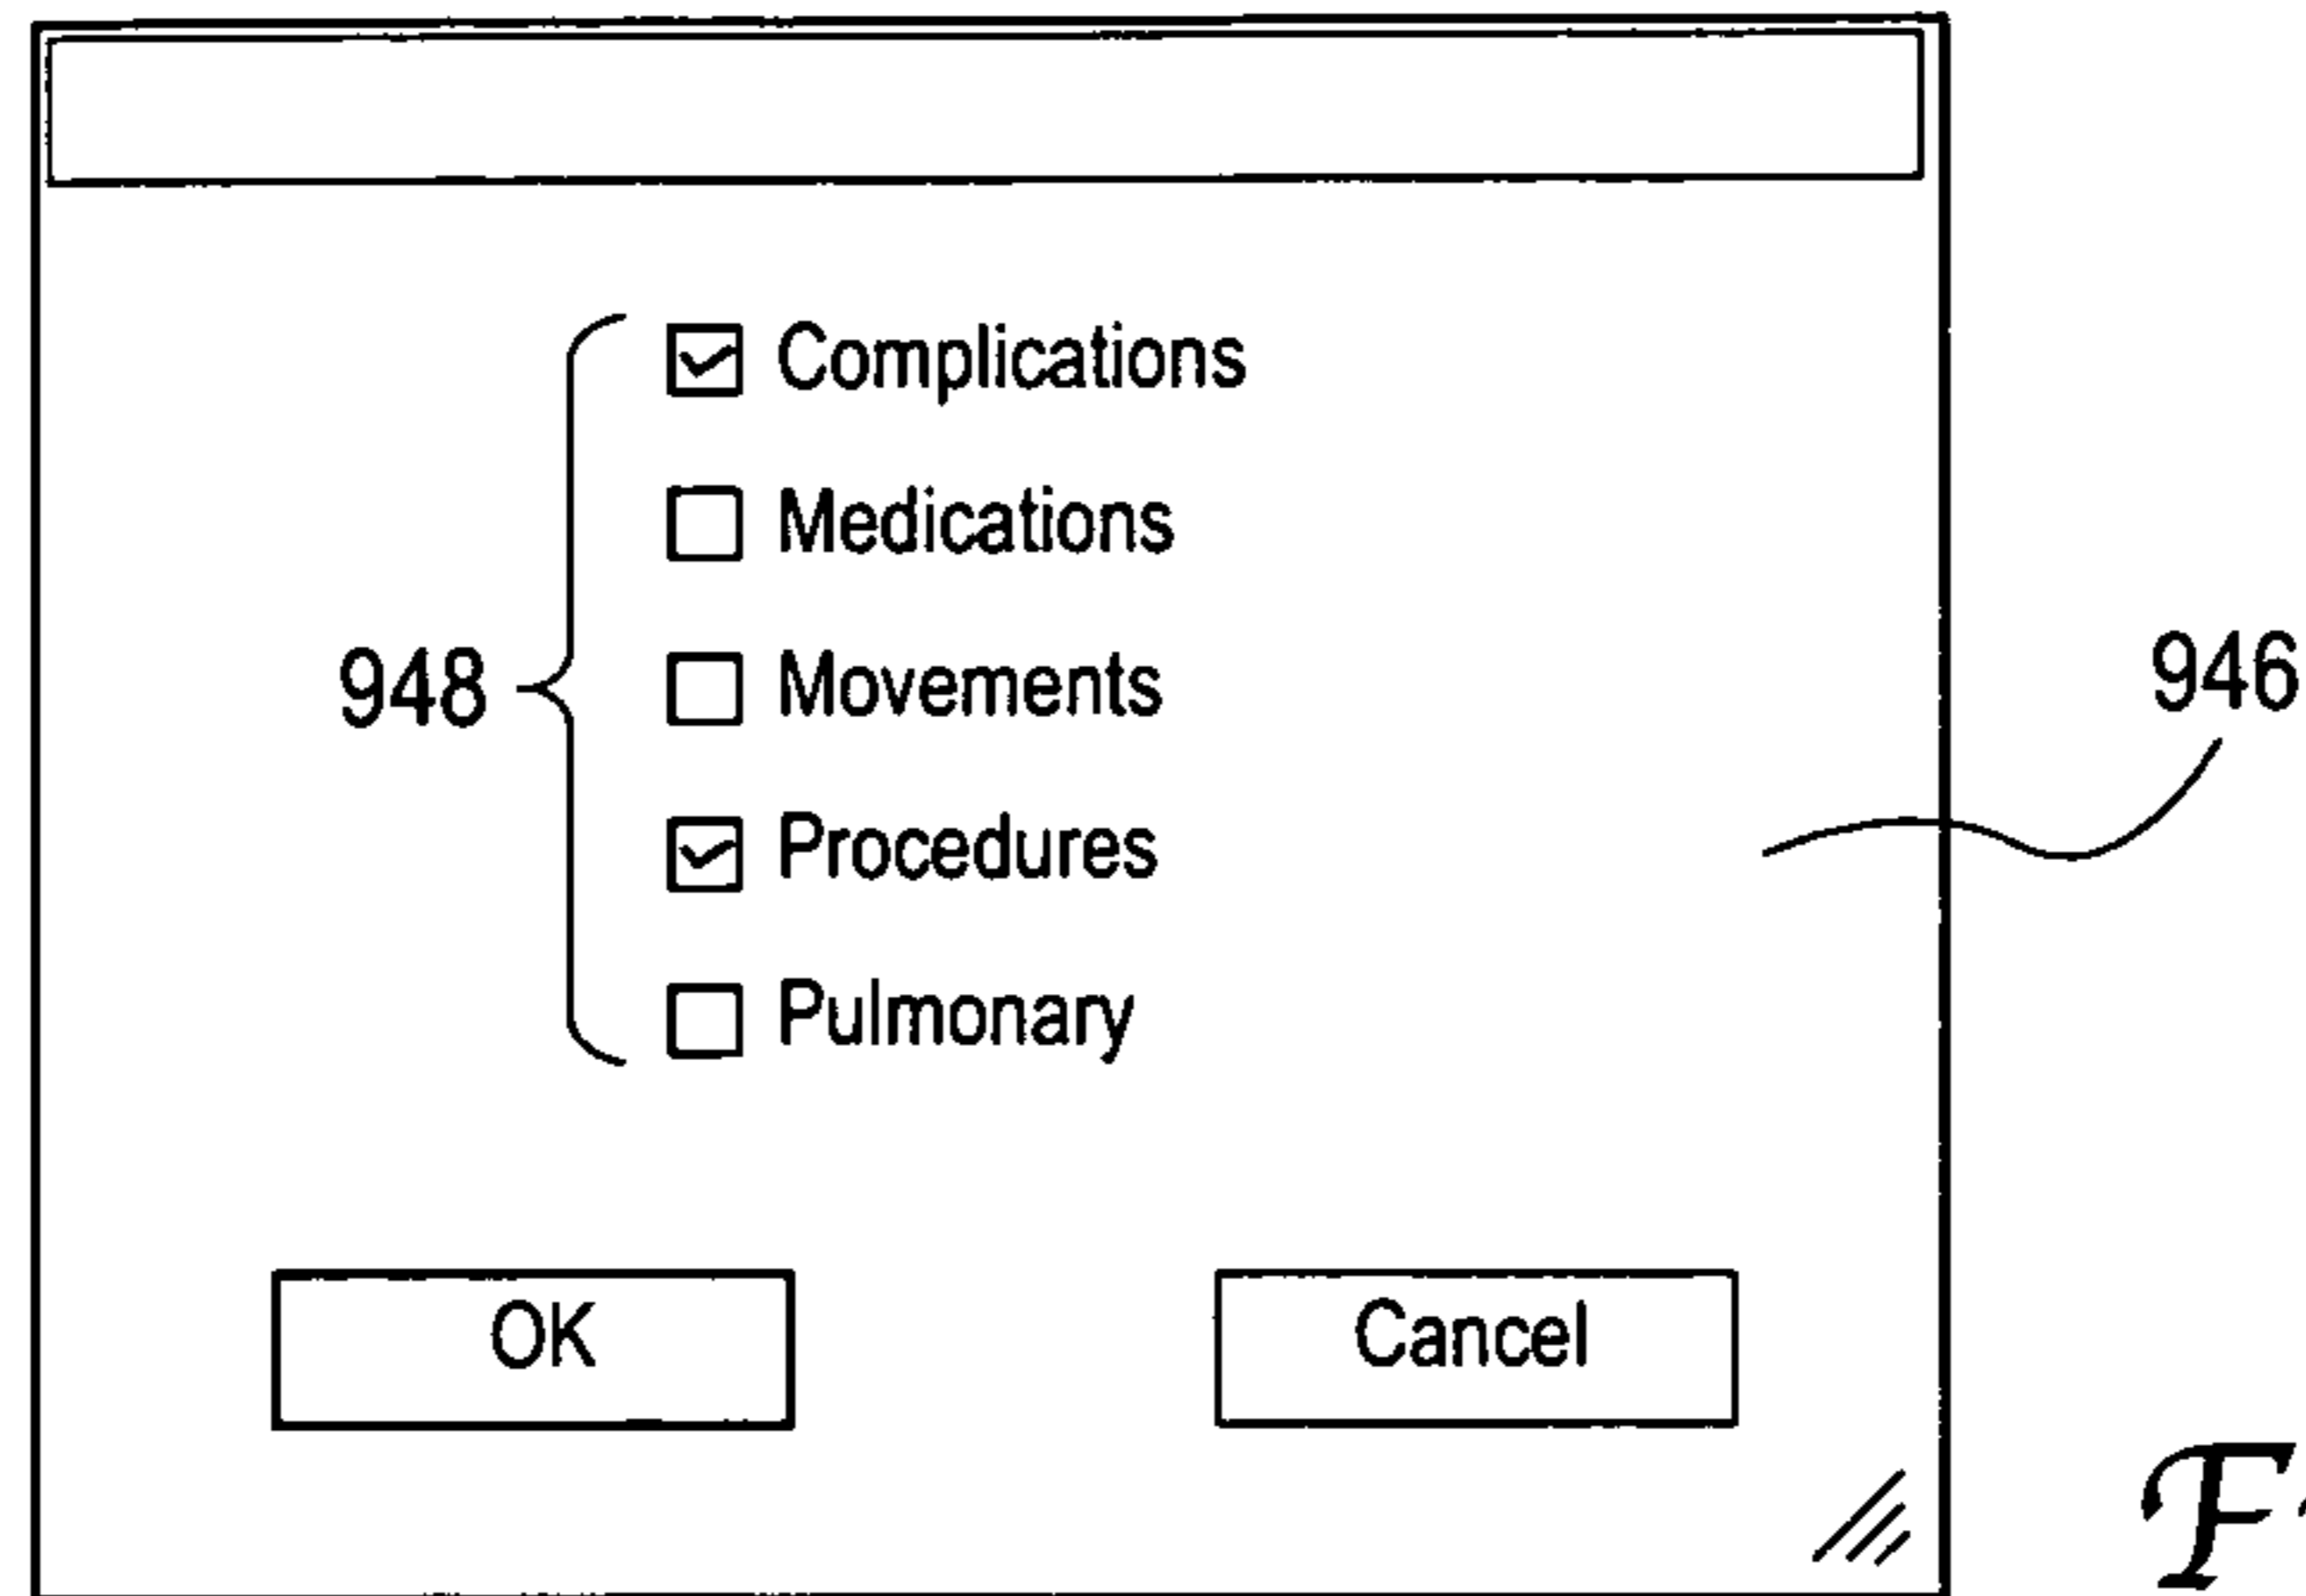 Complications
Medications
948 Movements
946
Procedures
Pulmonary
OK Cancel
F